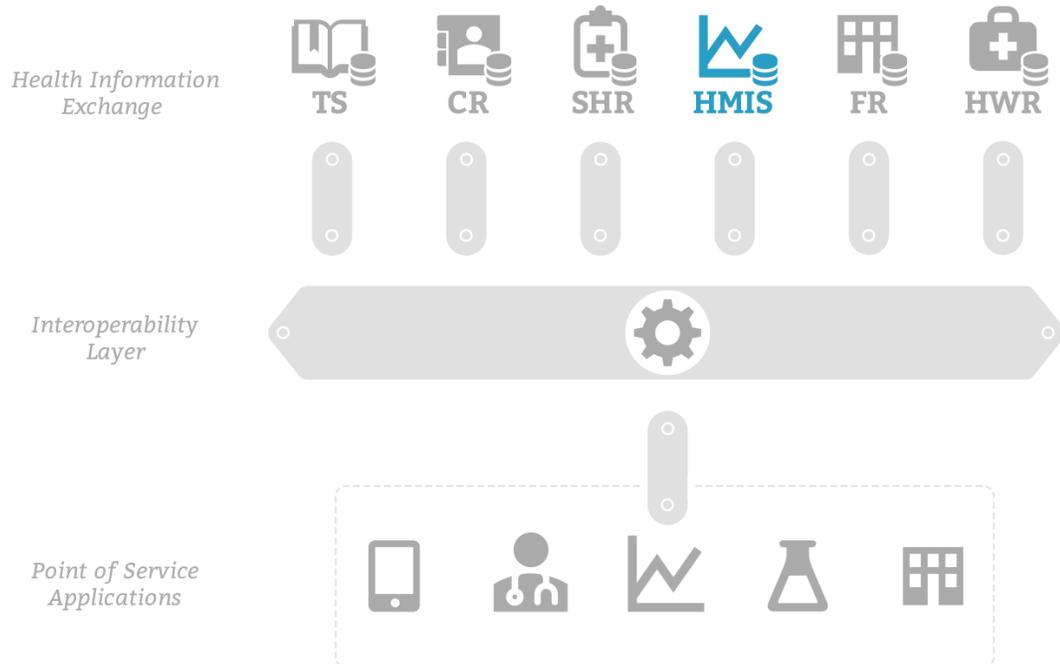 Health Information
Exchange
TS
CR
SHR
HMIS
FR
HWR
Interoperability
Layer
Point of Service
Applications